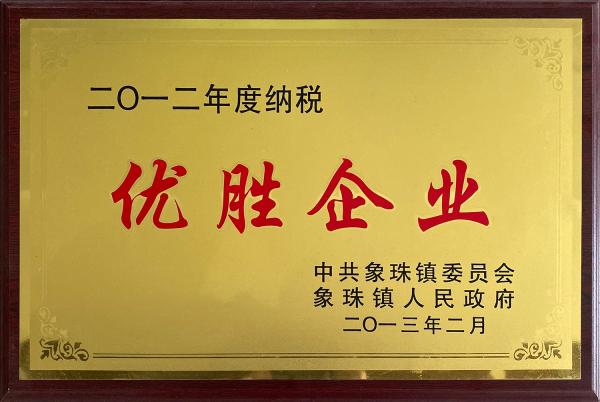 二〇一二年度纳税
优胜企业
中共象珠镇委员会
象珠镇人民政府
二〇一三年二月